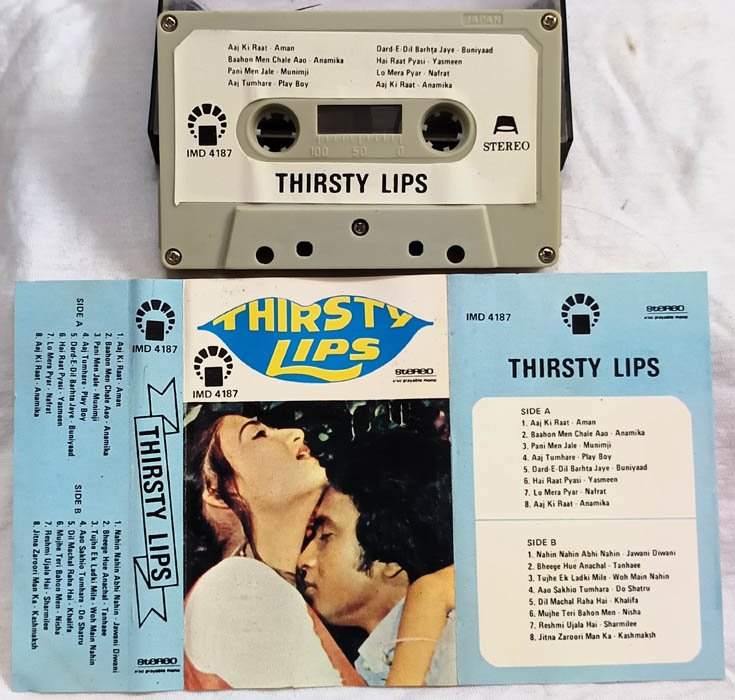 JAPAN
Aaj Ki Raat - Aman
Baahon Men Chale Aao - Anamika
Pani Men Jale - Munimji
Aaj Tumhare - Play Boy
Dard-E-Dil Barhta Jaye - Buniyaad
Hai Raat Pyasi - Yasmeen
Lo Mera Pyar - Nafrat
Aaj Ki Raat - Anamika
IMD 4187
100 50 0
STEREO
THIRSTY LIPS
SIDE A
1. Aaj Ki Raat - Aman
2. Baahon Men Chale Aao - Anamika
3. Pani Men Jale - Munimji
4. Aaj Tumhare - Play Boy
5. Dard-E-Dil Barhta Jaye - Buniyaad
6. Hai Raat Pyasi - Yasmeen
7. Lo Mera Pyar - Nafrat
8. Aaj Ki Raat - Anamika
SIDE B
1. Nahin Nahin Abhi Nahin - Jawani Diwani
2. Bheege Hue Anachal - Tanhaee
3. Tujhe Ek Ladki Mile - Woh Main Nahin
4. Aao Sakhio Tumhara - Do Shatru
5. Dil Machal Raha Hai - Khalifa
6. Mujhe Teri Bahon Men - Nisha
7. Reshmi Ujala Hai - Sharmilee
8. Jitna Zaroori Man Ka - Kashmaksh
IMD 4187
THIRSTY LIPS
stereo
also playable mono
THIRSTY
LIPS
stereo
also playable mono
IMD 4187
IMD 4187
stereo
also playable mono
THIRSTY LIPS
SIDE A
1. Aaj Ki Raat - Aman
2. Baahon Men Chale Aao - Anamika
3. Pani Men Jale - Munimji
4. Aaj Tumhare - Play Boy
5. Dard-E-Dil Barhta Jaye - Buniyaad
6. Hai Raat Pyasi - Yasmeen
7. Lo Mera Pyar - Nafrat
8. Aaj Ki Raat - Anamika
SIDE B
1. Nahin Nahin Abhi Nahin - Jawani Diwani
2. Bheege Hue Anachal - Tanhaee
3. Tujhe Ek Ladki Mile - Woh Main Nahin
4. Aao Sakhio Tumhara - Do Shatru
5. Dil Machal Raha Hai - Khalifa
6. Mujhe Teri Bahon Men - Nisha
7. Reshmi Ujala Hai - Sharmilee
8. Jitna Zaroori Man Ka - Kashmaksh